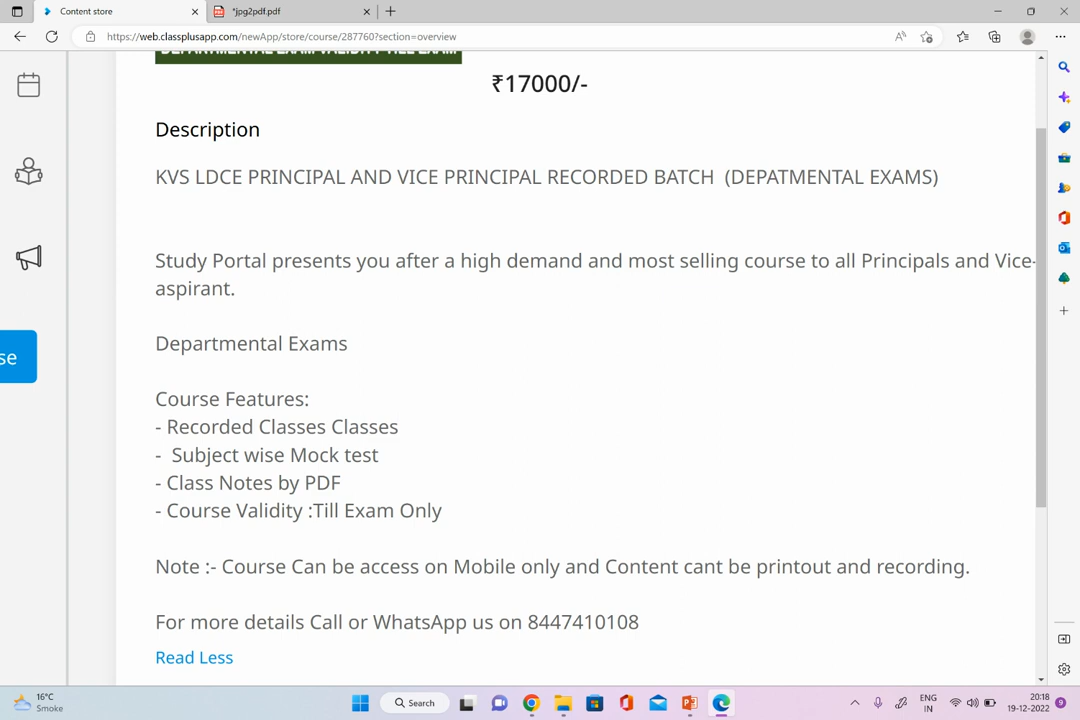 Content store
*jpg2pdf.pdf
https://web.classplusapp.com/newApp/store/course/287760?section=overview
₹17000/-
Description
KVS LDCE PRINCIPAL AND VICE PRINCIPAL RECORDED BATCH (DEPATMENTAL EXAMS)
Study Portal presents you after a high demand and most selling course to all Principals and Vice-
aspirant.
Departmental Exams
se
Course Features:
- Recorded Classes Classes
- Subject wise Mock test
- Class Notes by PDF
- Course Validity :Till Exam Only
Note :- Course Can be access on Mobile only and Content cant be printout and recording.
For more details Call or WhatsApp us on 8447410108
Read Less
16°C
Smoke
Search
ENG
IN
20:18
19-12-2022
9